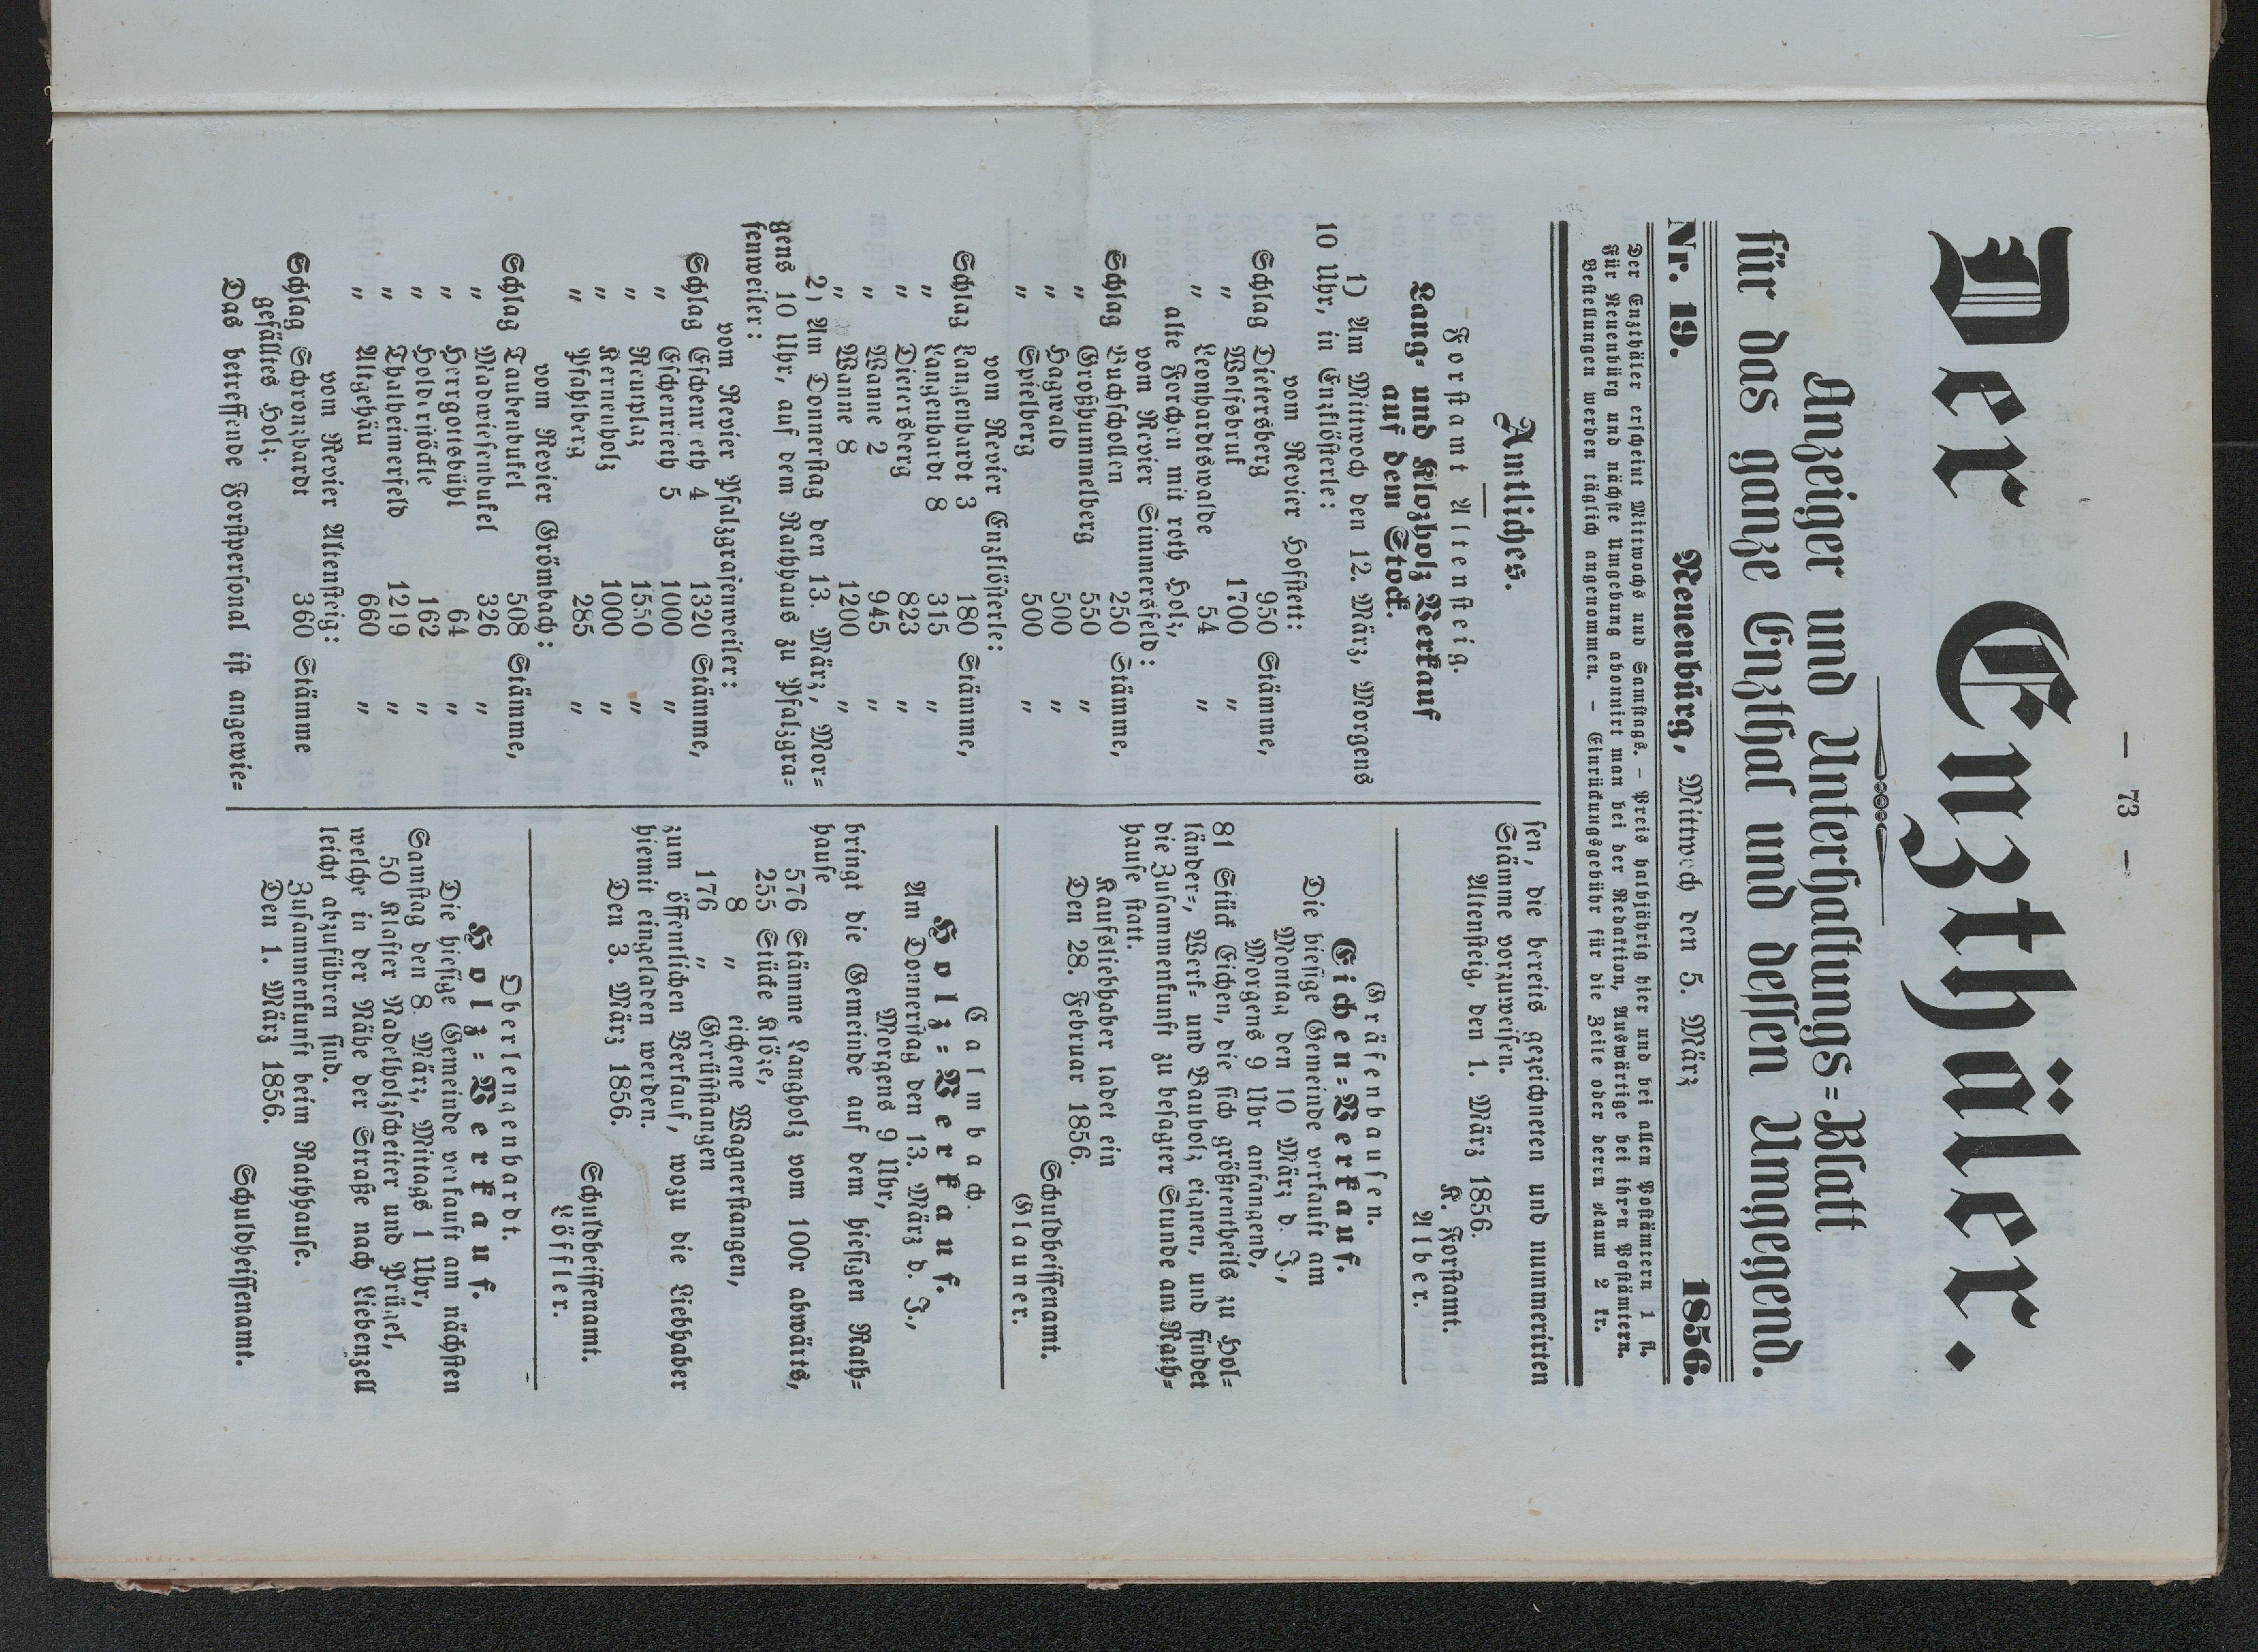 — 73 —
Der Enzthäler.
Anzeiger und Unterhaltungs=Blatt
für das ganze Enzthal und dessen Umgegend.
Nr. 19. Neuenbürg, Mittwoch den 5. März 1856.
Der Enzthäler erscheint Mittwochs und Samstags. – Preis halbjährig hier und bei allen Postämtern 1 fl.
Für Neuenbürg und nächste Umgebung abonnirt man bei der Redaktion, Auswärtige bei ihren Postämtern.
Bestellungen werden täglich angenommen. – Einrückungsgebühr für die Zeile oder deren Raum 2 kr.
Amtliches.
Forstamt Altensteig.
Lang- und Klozholz Verkauf
auf dem Stock.
1) Am Mittwoch den 12. März, Morgens
10 Uhr, in Enzklösterle:
vom Revier Hofstett:
Schlag Dietersberg 950 Stämme,
„ Wolfsbruk 1700 „
„ Leonhardtswalde 54 „
alte Forchen mit roth Holz,
vom Revier Simmersfeld:
Schlag Buchschollen 250 Stämme,
„ Großhummelberg 550 „
„ Hagwald 500 „
„ Spielberg 500 „
vom Revier Enzklösterle:
Schlag Langenhardt 3 180 Stämme,
„ Langenhardt 8 315 „
„ Dietersberg 823 „
„ Wanne 2 945 „
„ Wanne 8 1200 „
2) Am Donnerstag den 13. März, Mor=
gens 10 Uhr, auf dem Rathhaus zu Pfalzgra=
fenweiler:
vom Revier Pfalzgrafenweiler:
Schlag Eschenrieth 4 1320 Stämme,
„ Eschenrieth 5 1000 „
„ Neutplaz 1550 „
„ Kernenholz 1000 „
„ Pfahlberg 285 „
vom Revier Grömbach:
Schlag Taubenbukel 508 Stämme,
„ Madwiesenbukel 326 „
„ Herrgottsbühl 64 „
„ Holderstöckle 162 „
„ Thalheimerfeld 1219 „
„ Altgehäu 660 „
vom Revier Altensteig:
Schlag Schronzhardt 360 Stämme
gefälltes Holz.
Das betreffende Forstpersonal ist angewie=
sen, die bereits gezeichneten und nummerirten
Stämme vorzuweisen.
Altensteig, den 1. März 1856.
K. Forstamt.
Alber.
Gräfenhausen.
Eichen=Verkauf.
Die hiesige Gemeinde verkauft am
Montag den 10 März d. J.,
Morgens 9 Uhr anfangend,
81 Stück Eichen, die sich größtentheils zu Hol=
länder=, Werk= und Bauholz eignen, und findet
die Zusammenkunft zu besagter Stunde am Rath=
hause statt.
Kaufsliebhaber ladet ein
Den 28. Februar 1856.
Schuldheissenamt.
Glauner.
Calmbach.
Holz=Verkauf.
Am Donnerstag den 13. März d. J.,
Morgens 9 Uhr,
bringt die Gemeinde auf dem hiesigen Rath=
hause
576 Stämme Langholz vom 100r abwärts,
255 Stücke Klöze,
8 „ eichene Wagnerstangen,
176 „ Gerüststangen
zum öffentlichen Verkauf, wozu die Liebhaber
hiemit eingeladen werden.
Den 3. März 1856.
Schuldheissenamt.
Löffler.
Oberlengenhardt.
Holz=Verkauf.
Die hiesige Gemeinde verkauft am nächsten
Samstag den 8 März, Mittags 1 Uhr,
50 Klafter Nadelholzscheiter und Prügel,
welche in der Nähe der Straße nach Liebenzell
leicht abzuführen sind.
Zusammenkunft beim Rathhause.
Den 1. März 1856.
Schuldheissenamt.